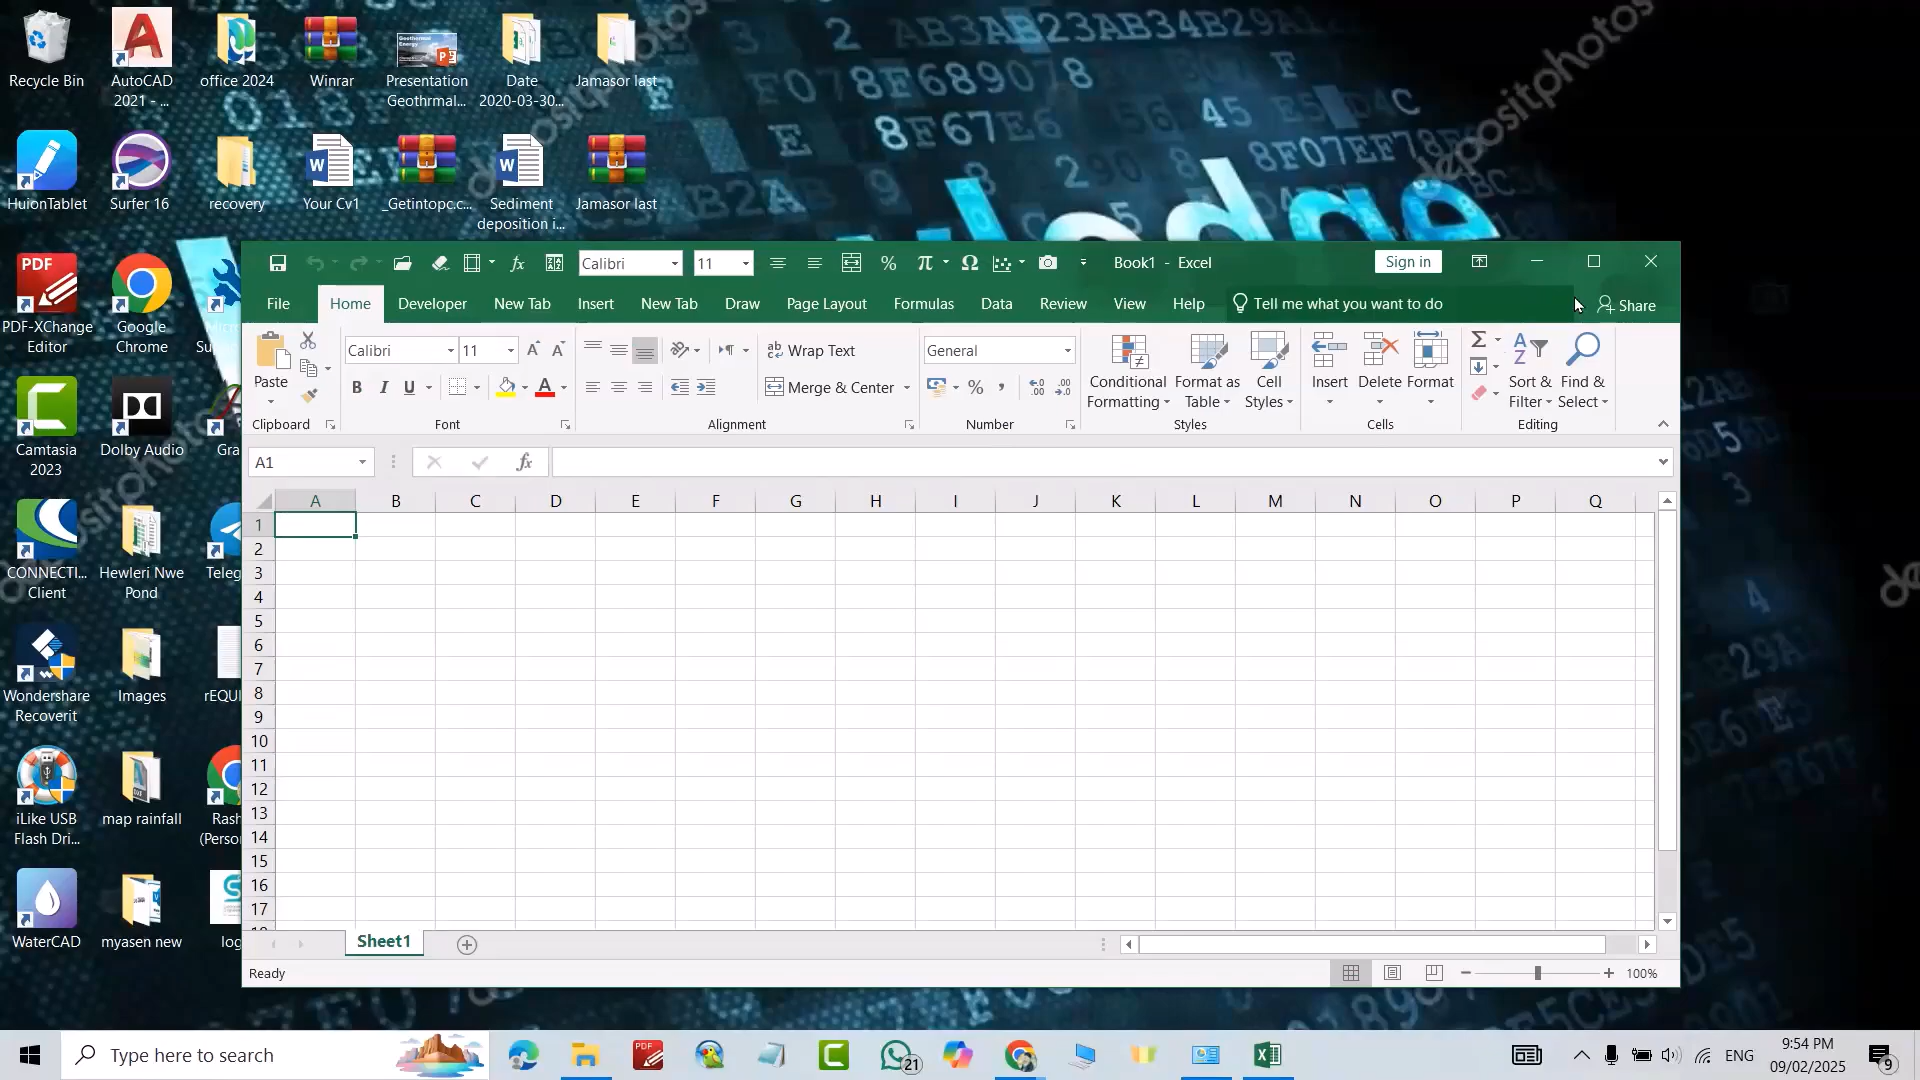 Recycle Bin
AutoCAD
2021 - ...
office 2024
Winrar
Presentation
Geothrmal...
Date
2020-03-30...
Jamasor last
HuionTablet
Surfer 16
recovery
Your Cv1
_Getintopc.c...
Sediment
deposition i...
Jamasor last
PDF-XChange
Editor
Google
Chrome
Camtasia
2023
Dolby Audio
Gra
CONNECTI...
Client
Hewleri Nwe
Pond
Teleg
Wondershare
Recoverit
Images
rEQUI
iLike USB
Flash Dri...
map rainfall
Rash
(Perso
WaterCAD
myasen new
log
depositphotos
Calibri
11
Book1 - Excel
Sign in
File
Home
Developer
New Tab
Insert
New Tab
Draw
Page Layout
Formulas
Data
Review
View
Help
Tell me what you want to do
Share
Paste
Clipboard
Calibri
11
Font
Wrap Text
Merge & Center
Alignment
General
Number
Conditional
Formatting
Format as
Table
Cell
Styles
Styles
Insert
Delete
Format
Cells
Sort &
Filter
Find &
Select
Editing
A1
fx
A B C D E F G H I J K L M N O P Q
1
2
3
4
5
6
7
8
9
10
11
12
13
14
15
16
17
Sheet1
Ready
100%
Type here to search
21
ENG
9:54 PM
09/02/2025
9